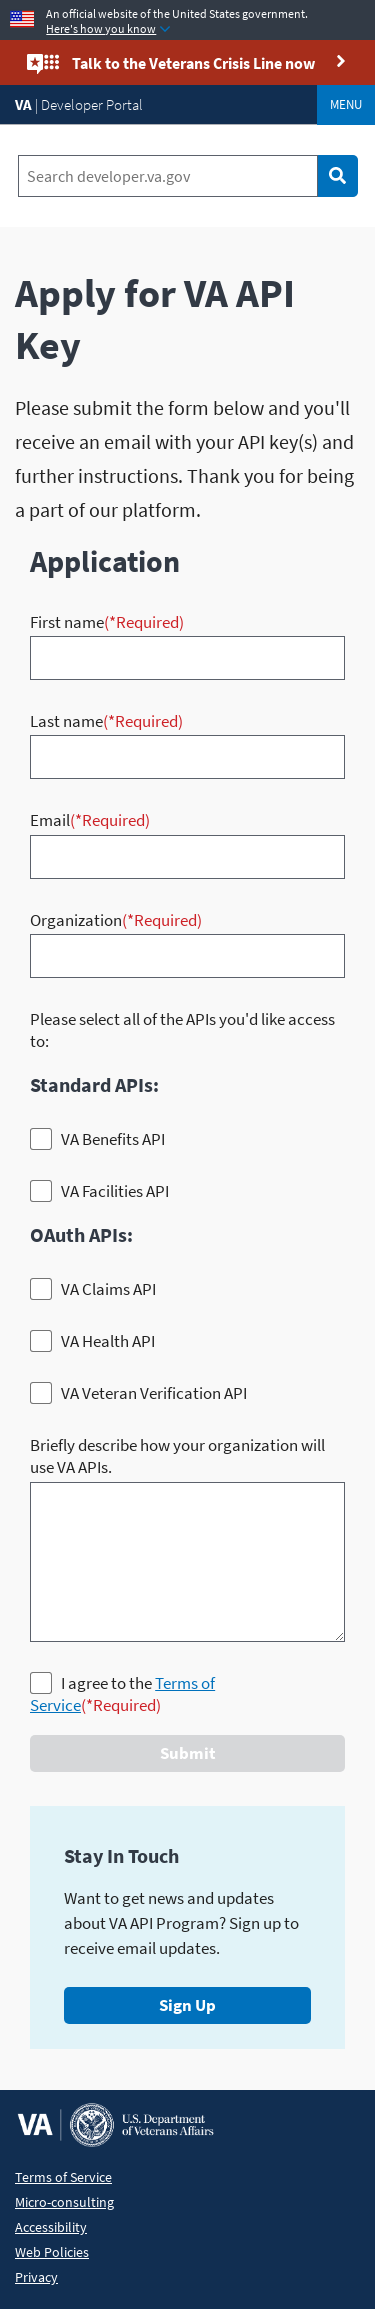 An official website of the United States government.
Here's how you know
Talk to the Veterans Crisis Line now
VA | Developer Portal
MENU
Search developer.va.gov
Apply for VA API
Key
Please submit the form below and you'll
receive an email with your API key(s) and
further instructions. Thank you for being
a part of our platform.
Application
First name(*Required)
Last name(*Required)
Email(*Required)
Organization(*Required)
Please select all of the APIs you'd like access
to:
Standard APIs:
VA Benefits API
VA Facilities API
OAuth APIs:
VA Claims API
VA Health API
VA Veteran Verification API
Briefly describe how your organization will
use VA APIs.
I agree to the Terms of
Service(*Required)
Submit
Stay In Touch
Want to get news and updates
about VA API Program? Sign up to
receive email updates.
Sign Up
VA
U.S. Department
of Veterans Affairs
Terms of Service
Micro-consulting
Accessibility
Web Policies
Privacy